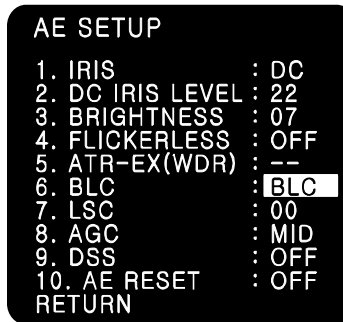 AE SETUP
1. IRIS : DC
2. DC IRIS LEVEL : 22
3. BRIGHTNESS : 07
4. FLICKERLESS : OFF
5. ATR-EX(WDR) : --
6. BLC : BLC
7. LSC : 00
8. AGC : MID
9. DSS : OFF
10. AE RESET : OFF
RETURN